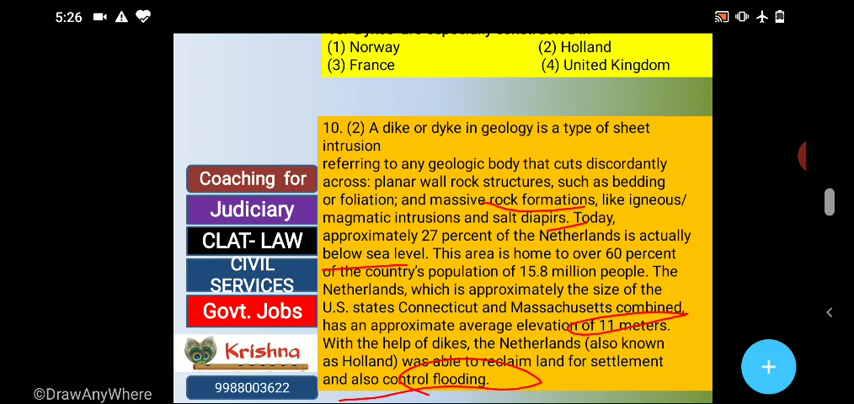 5:26
(1) Norway (2) Holland
(3) France (4) United Kingdom
10. (2) A dike or dyke in geology is a type of sheet
intrusion
referring to any geologic body that cuts discordantly
across: planar wall rock structures, such as bedding
or foliation; and massive rock formations, like igneous/
magmatic intrusions and salt diapirs. Today,
approximately 27 percent of the Netherlands is actually
below sea level. This area is home to over 60 percent
of the country's population of 15.8 million people. The
Netherlands, which is approximately the size of the
U.S. states Connecticut and Massachusetts combined,
has an approximate average elevation of 11 meters.
With the help of dikes, the Netherlands (also known
as Holland) was able to reclaim land for settlement
and also control flooding.
Coaching for
Judiciary
CLAT- LAW
CIVIL
SERVICES
Govt. Jobs
Krishna
9988003622
©DrawAnyWhere